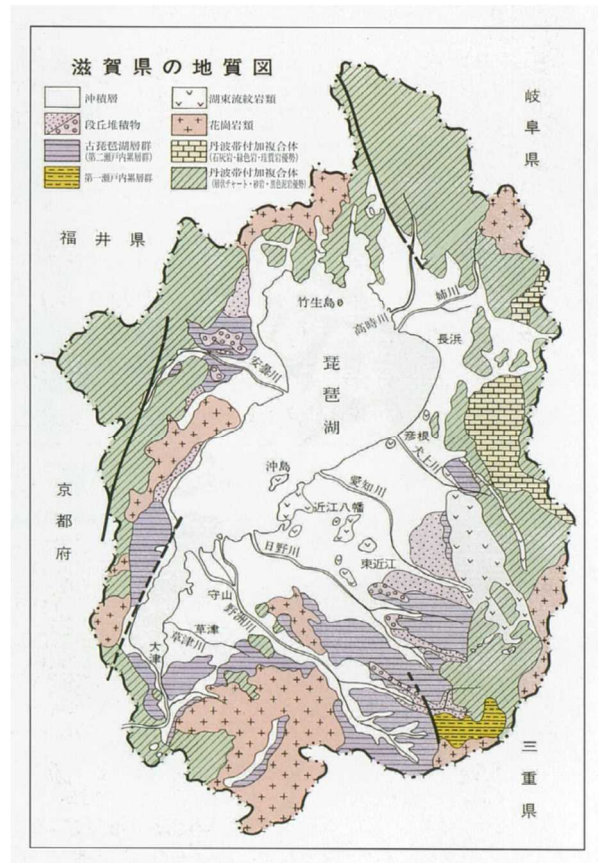 滋賀県の地質図
沖積層
湖東流紋岩類
段丘堆積物
花崗岩類
古琵琶湖層群
(第二瀬戸内累層群)
丹波帯付加複合体
(石灰岩・緑色岩・珪質岩優勢)
第一瀬戸内累層群
丹波帯付加複合体
(層状チャート・砂岩・黒色泥岩優勢)
岐阜県
福井県
竹生島
高時川
姉川
長浜
安曇川
琵琶湖
彦根
犬上川
沖島
愛知川
京都府
近江八幡
日野川
東近江
守山
野洲川
草津
草津川
大津
三重県